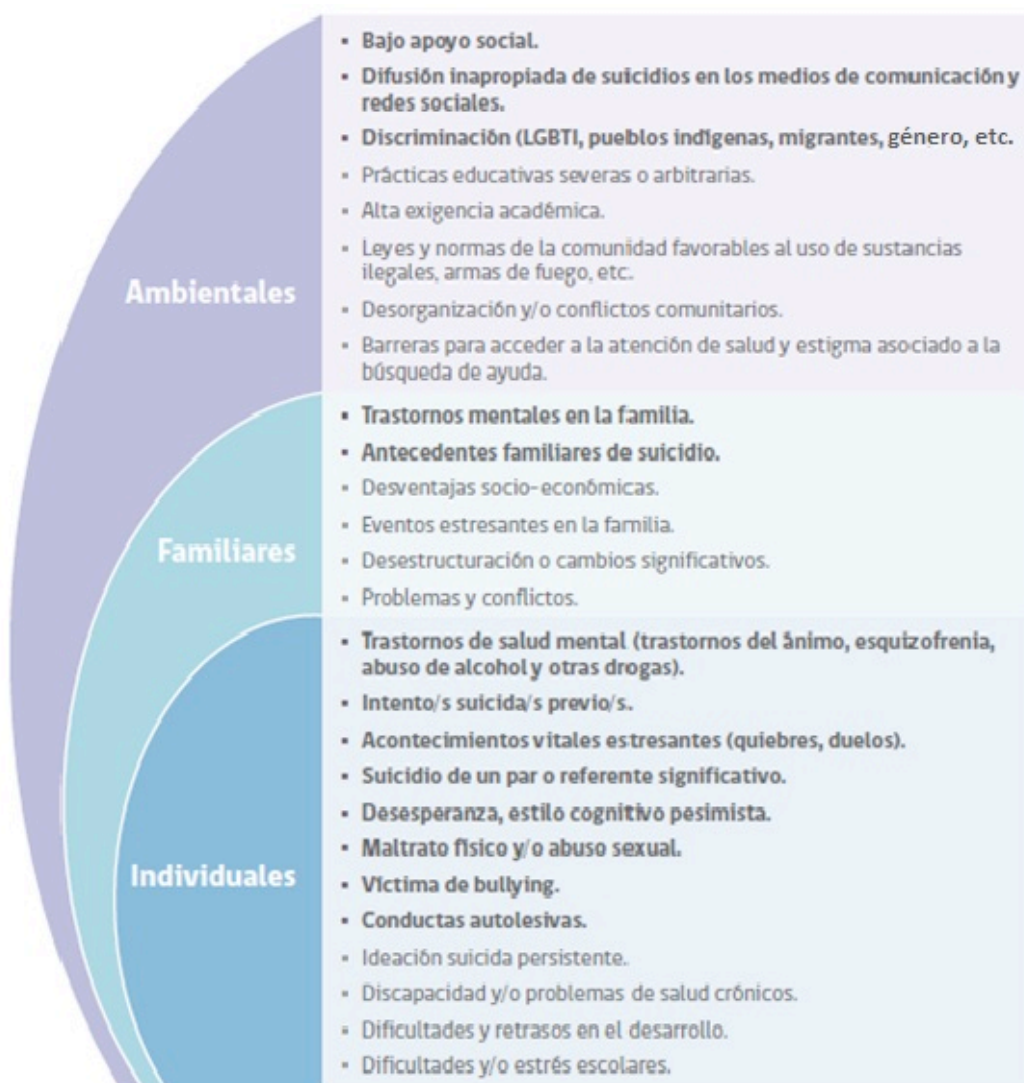 ▪ Bajo apoyo social.
▪ Difusión inapropiada de suicidios en los medios de comunicación y
redes sociales.
▪ Discriminación (LGBTI, pueblos indígenas, migrantes, género, etc.
▪ Prácticas educativas severas o arbitrarias.
▪ Alta exigencia académica.
▪ Leyes y normas de la comunidad favorables al uso de sustancias
ilegales, armas de fuego, etc.
Ambientales
▪ Desorganización y/o conflictos comunitarios.
▪ Barreras para acceder a la atención de salud y estigma asociado a la
búsqueda de ayuda.
▪ Trastornos mentales en la familia.
▪ Antecedentes familiares de suicidio.
▪ Desventajas socio-económicas.
▪ Eventos estresantes en la familia.
Familiares
▪ Desestructuración o cambios significativos.
▪ Problemas y conflictos.
▪ Trastornos de salud mental (trastornos del ánimo, esquizofrenia,
abuso de alcohol y otras drogas).
▪ Intento/s suicida/s previo/s.
▪ Acontecimientos vitales estresantes (quiebres, duelos).
▪ Suicidio de un par o referente significativo.
▪ Desesperanza, estilo cognitivo pesimista.
▪ Maltrato físico y/o abuso sexual.
Individuales
▪ Víctima de bullying.
▪ Conductas autolesivas.
▪ Ideación suicida persistente.
▪ Discapacidad y/o problemas de salud crónicos.
▪ Dificultades y retrasos en el desarrollo.
▪ Dificultades y/o estrés escolares.